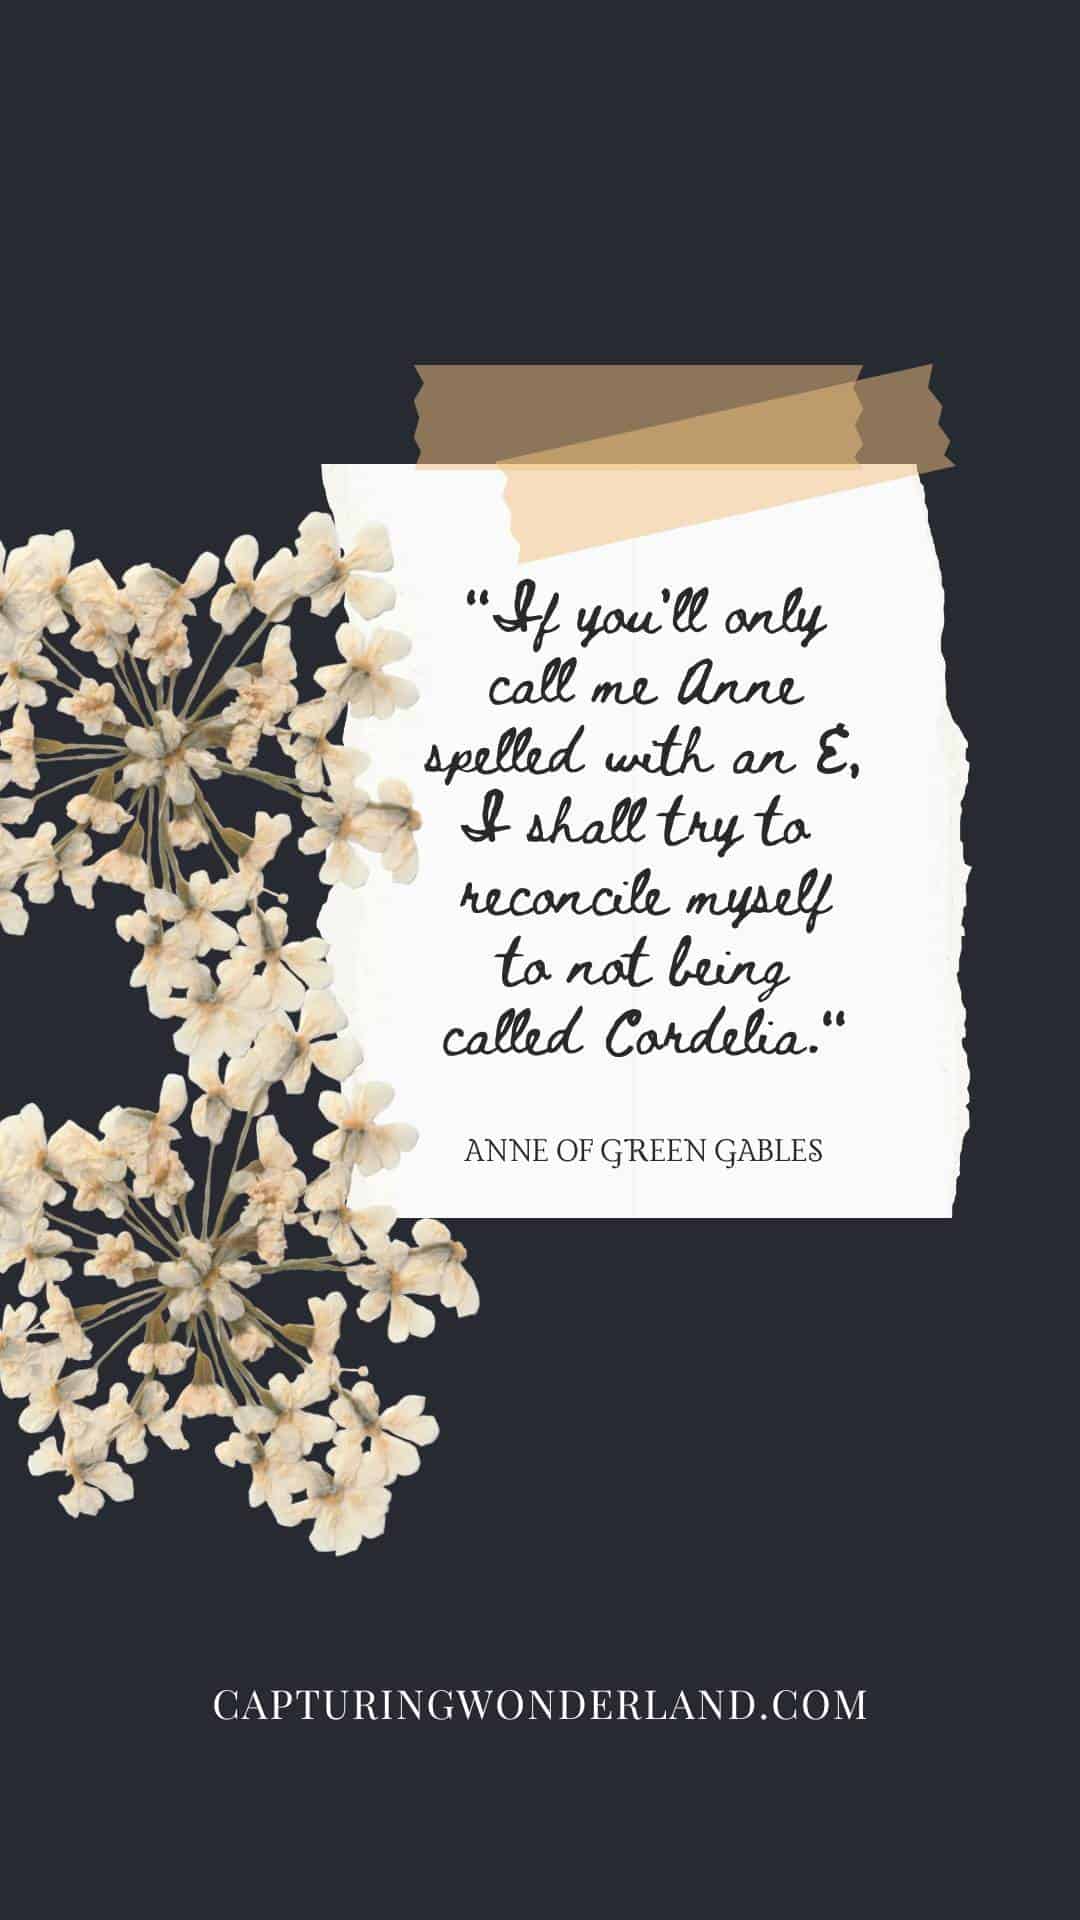 “If you'll only
call me Anne
spelled with an E,
I shall try to
reconcile myself
to not being
called Cordelia.“
ANNE OF GREEN GABLES
CAPTURINGWONDERLAND.COM